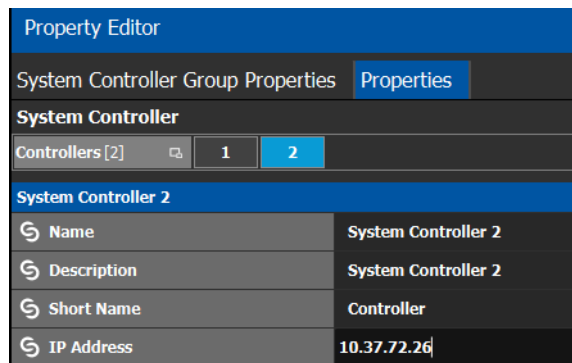 Property Editor
System Controller Group Properties Properties
System Controller
Controllers [2] 1 2
System Controller 2
Name System Controller 2
Description System Controller 2
Short Name Controller
IP Address 10.37.72.26